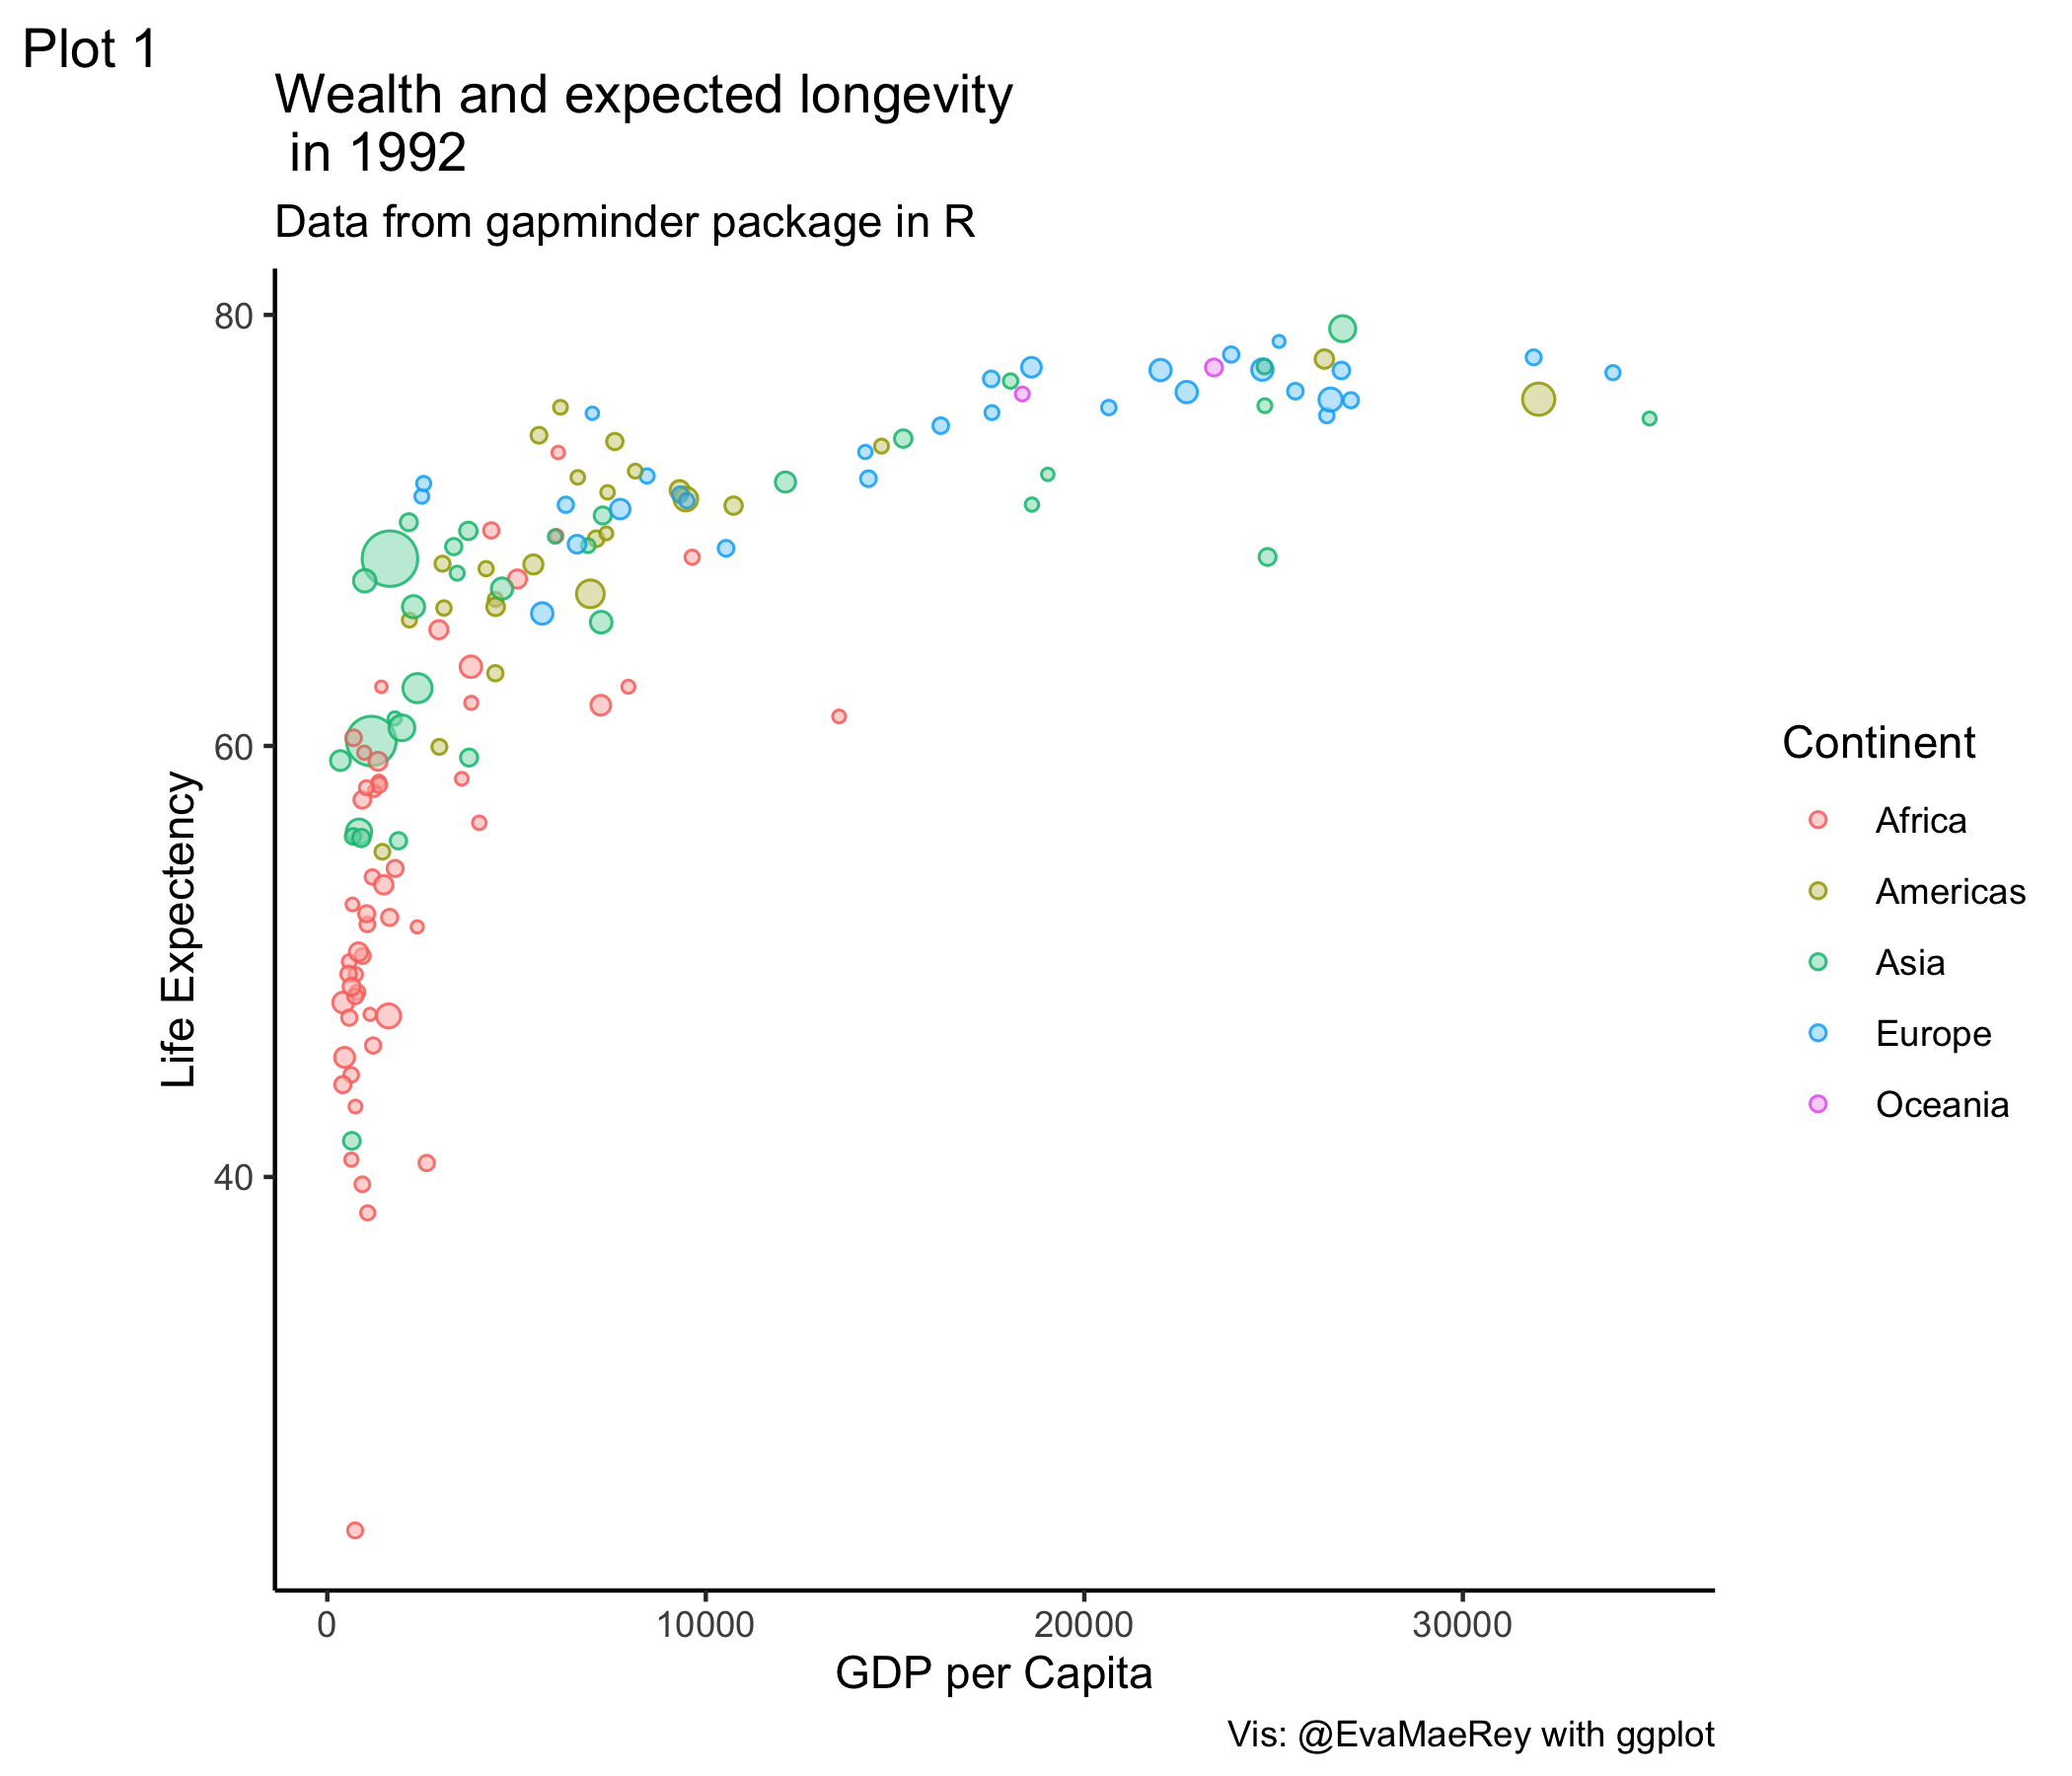 Plot 1
Wealth and expected longevity
in 1992
Data from gapminder package in R
80
60
40
Life Expectency
0
10000
20000
30000
GDP per Capita
Continent
Africa
Americas
Asia
Europe
Oceania
Vis: @EvaMaeRey with ggplot